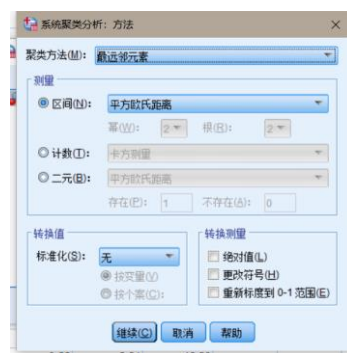 系统聚类分析：方法
聚类方法(M)： 最远邻元素
测量
区间(N)： 平方欧氏距离
幂(W)： 2 根(R)： 2
计数(T)： 卡方测量
二元(B)： 平方欧氏距离
存在(P)： 1 不存在(A)： 0
转换值
标准化(S)： 无
按变量(V)
按个案(C)：
转换测量
绝对值(L)
更改符号(H)
重新标度到 0-1 范围(E)
继续(C) 取消 帮助